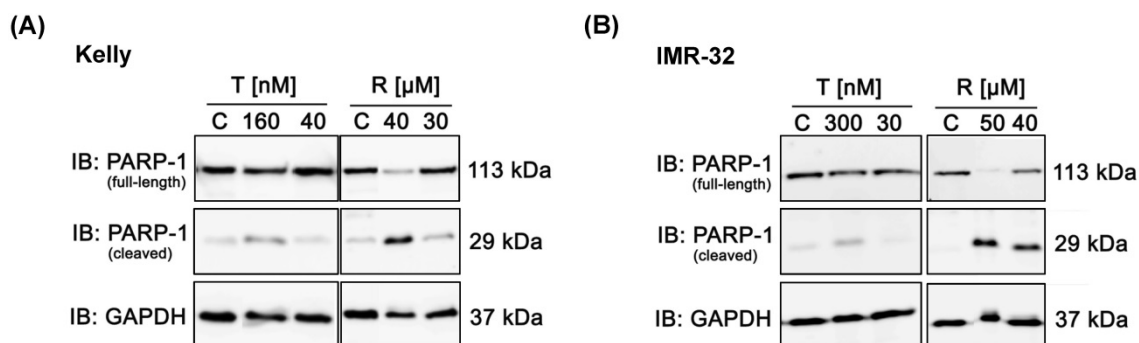 (A)
Kelly
T [nM] R [µM]
C 160 40 C 40 30
IB: PARP-1 113 kDa
(full-length)
IB: PARP-1 29 kDa
(cleaved)
IB: GAPDH 37 kDa
(B)
IMR-32
T [nM] R [µM]
C 300 30 C 50 40
IB: PARP-1 113 kDa
(full-length)
IB: PARP-1 29 kDa
(cleaved)
IB: GAPDH 37 kDa